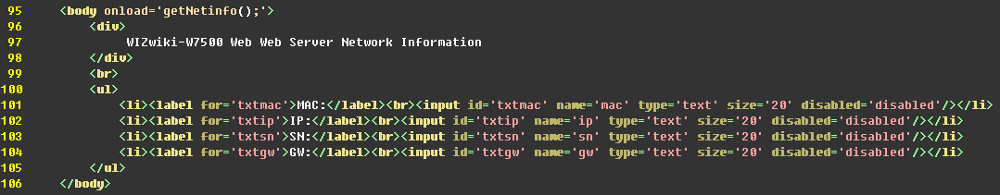 95 <body onload='getNetinfo();'>
96 <div>
97 WIZwiki-W7500 Web Web Server Network Information
98 </div>
99 <br>
100 <ul>
101 <li><label for='txtmac'>MAC:</label><br><input id='txtmac' name='mac' type='text' size='20' disabled='disabled'/></li>
102 <li><label for='txtip'>IP:</label><br><input id='txtip' name='ip' type='text' size='20' disabled='disabled'/></li>
103 <li><label for='txtsn'>SN:</label><br><input id='txtsn' name='sn' type='text' size='20' disabled='disabled'/></li>
104 <li><label for='txtgw'>GW:</label><br><input id='txtgw' name='gw' type='text' size='20' disabled='disabled'/></li>
105 </ul>
106 </body>